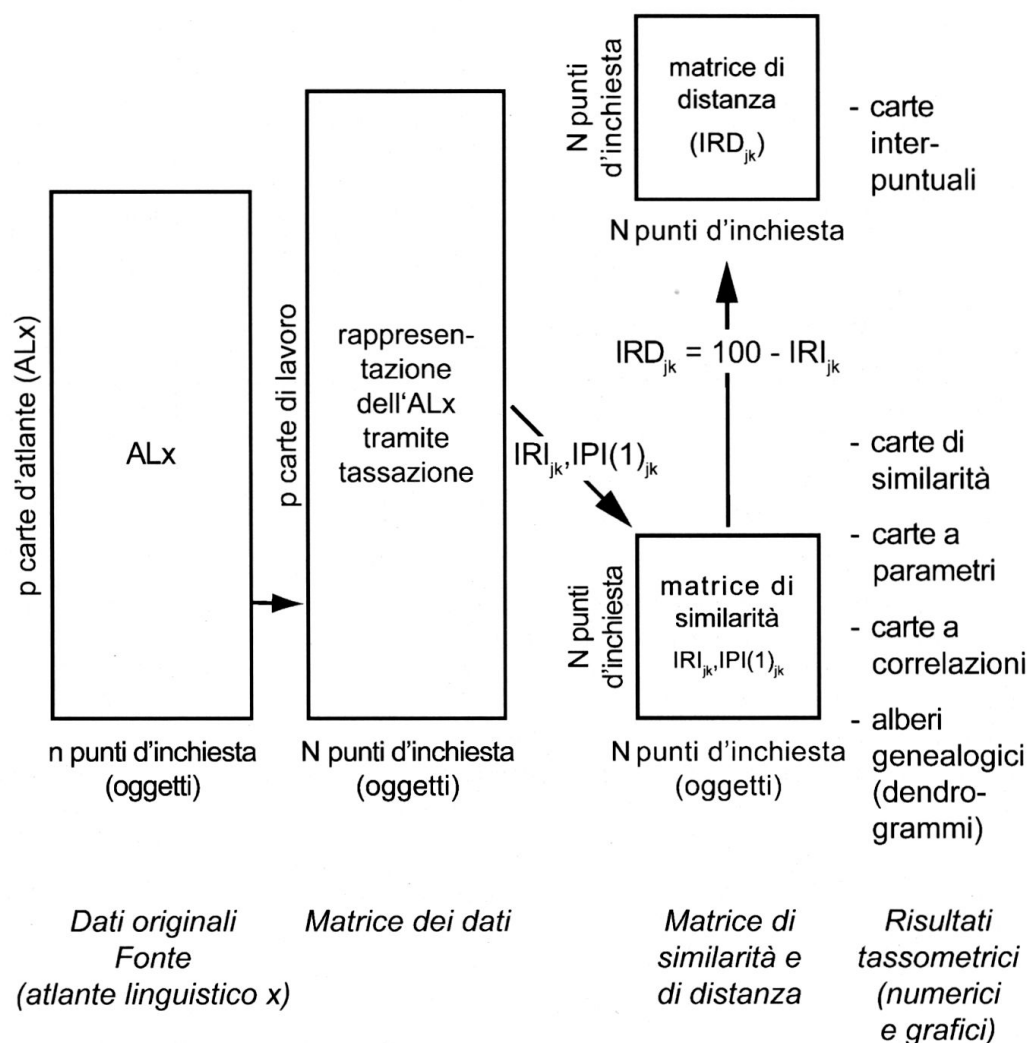 p carte d'atlante (ALx)
ALx
n punti d'inchiesta
(oggetti)
p carte di lavoro
rappresen-
tazione
dell'ALx
tramite
tassazione
N punti d'inchiesta
(oggetti)
IRI_jk,IPI(1)_jk
N punti
d'inchiesta
matrice di
distanza
(IRD_jk)
N punti d'inchiesta
IRD_jk = 100 - IRI_jk
N punti
d'inchiesta
matrice di
similarità
IRI_jk,IPI(1)_jk
N punti d'inchiesta
(oggetti)
- carte
inter-
puntuali
- carte di
similarità
- carte a
parametri
- carte a
correlazioni
- alberi
genealogici
(dendro-
grammi)
Dati originali
Fonte
(atlante linguistico x)
Matrice dei dati
Matrice di
similarità e
di distanza
Risultati
tassometrici
(numerici
e grafici)